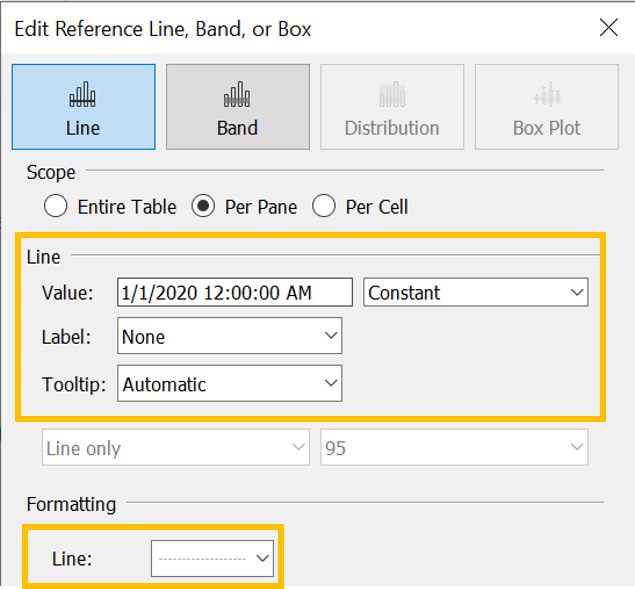 Edit Reference Line, Band, or Box
Line
Band
Distribution
Box Plot
Scope
Entire Table
Per Pane
Per Cell
Line
Value:
1/1/2020 12:00:00 AM
Constant
Label:
None
Tooltip:
Automatic
Line only
95
Formatting
Line: